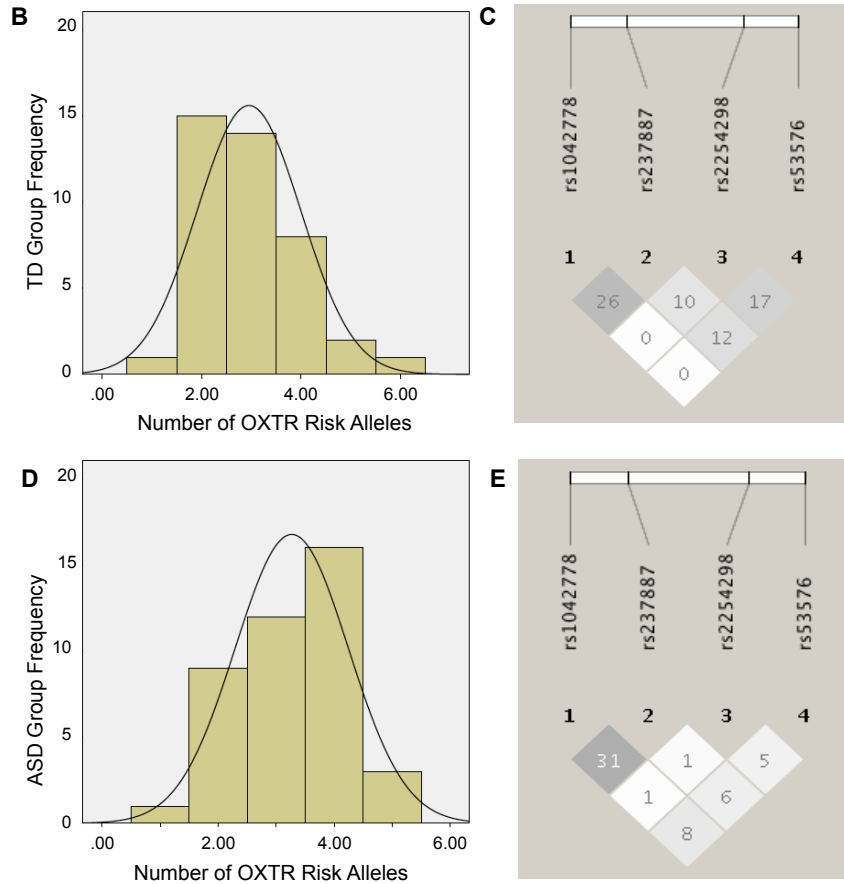 B
20
15
10
5
0
TD Group Frequency
.00 2.00 4.00 6.00
Number of OXTR Risk Alleles
C
rs1042778
rs237887
rs2254298
rs53576
1 2 3 4
26 10 17
0 12
0
D
20
15
10
5
0
ASD Group Frequency
.00 2.00 4.00 6.00
Number of OXTR Risk Alleles
E
rs1042778
rs237887
rs2254298
rs53576
1 2 3 4
31 1 5
1 6
8